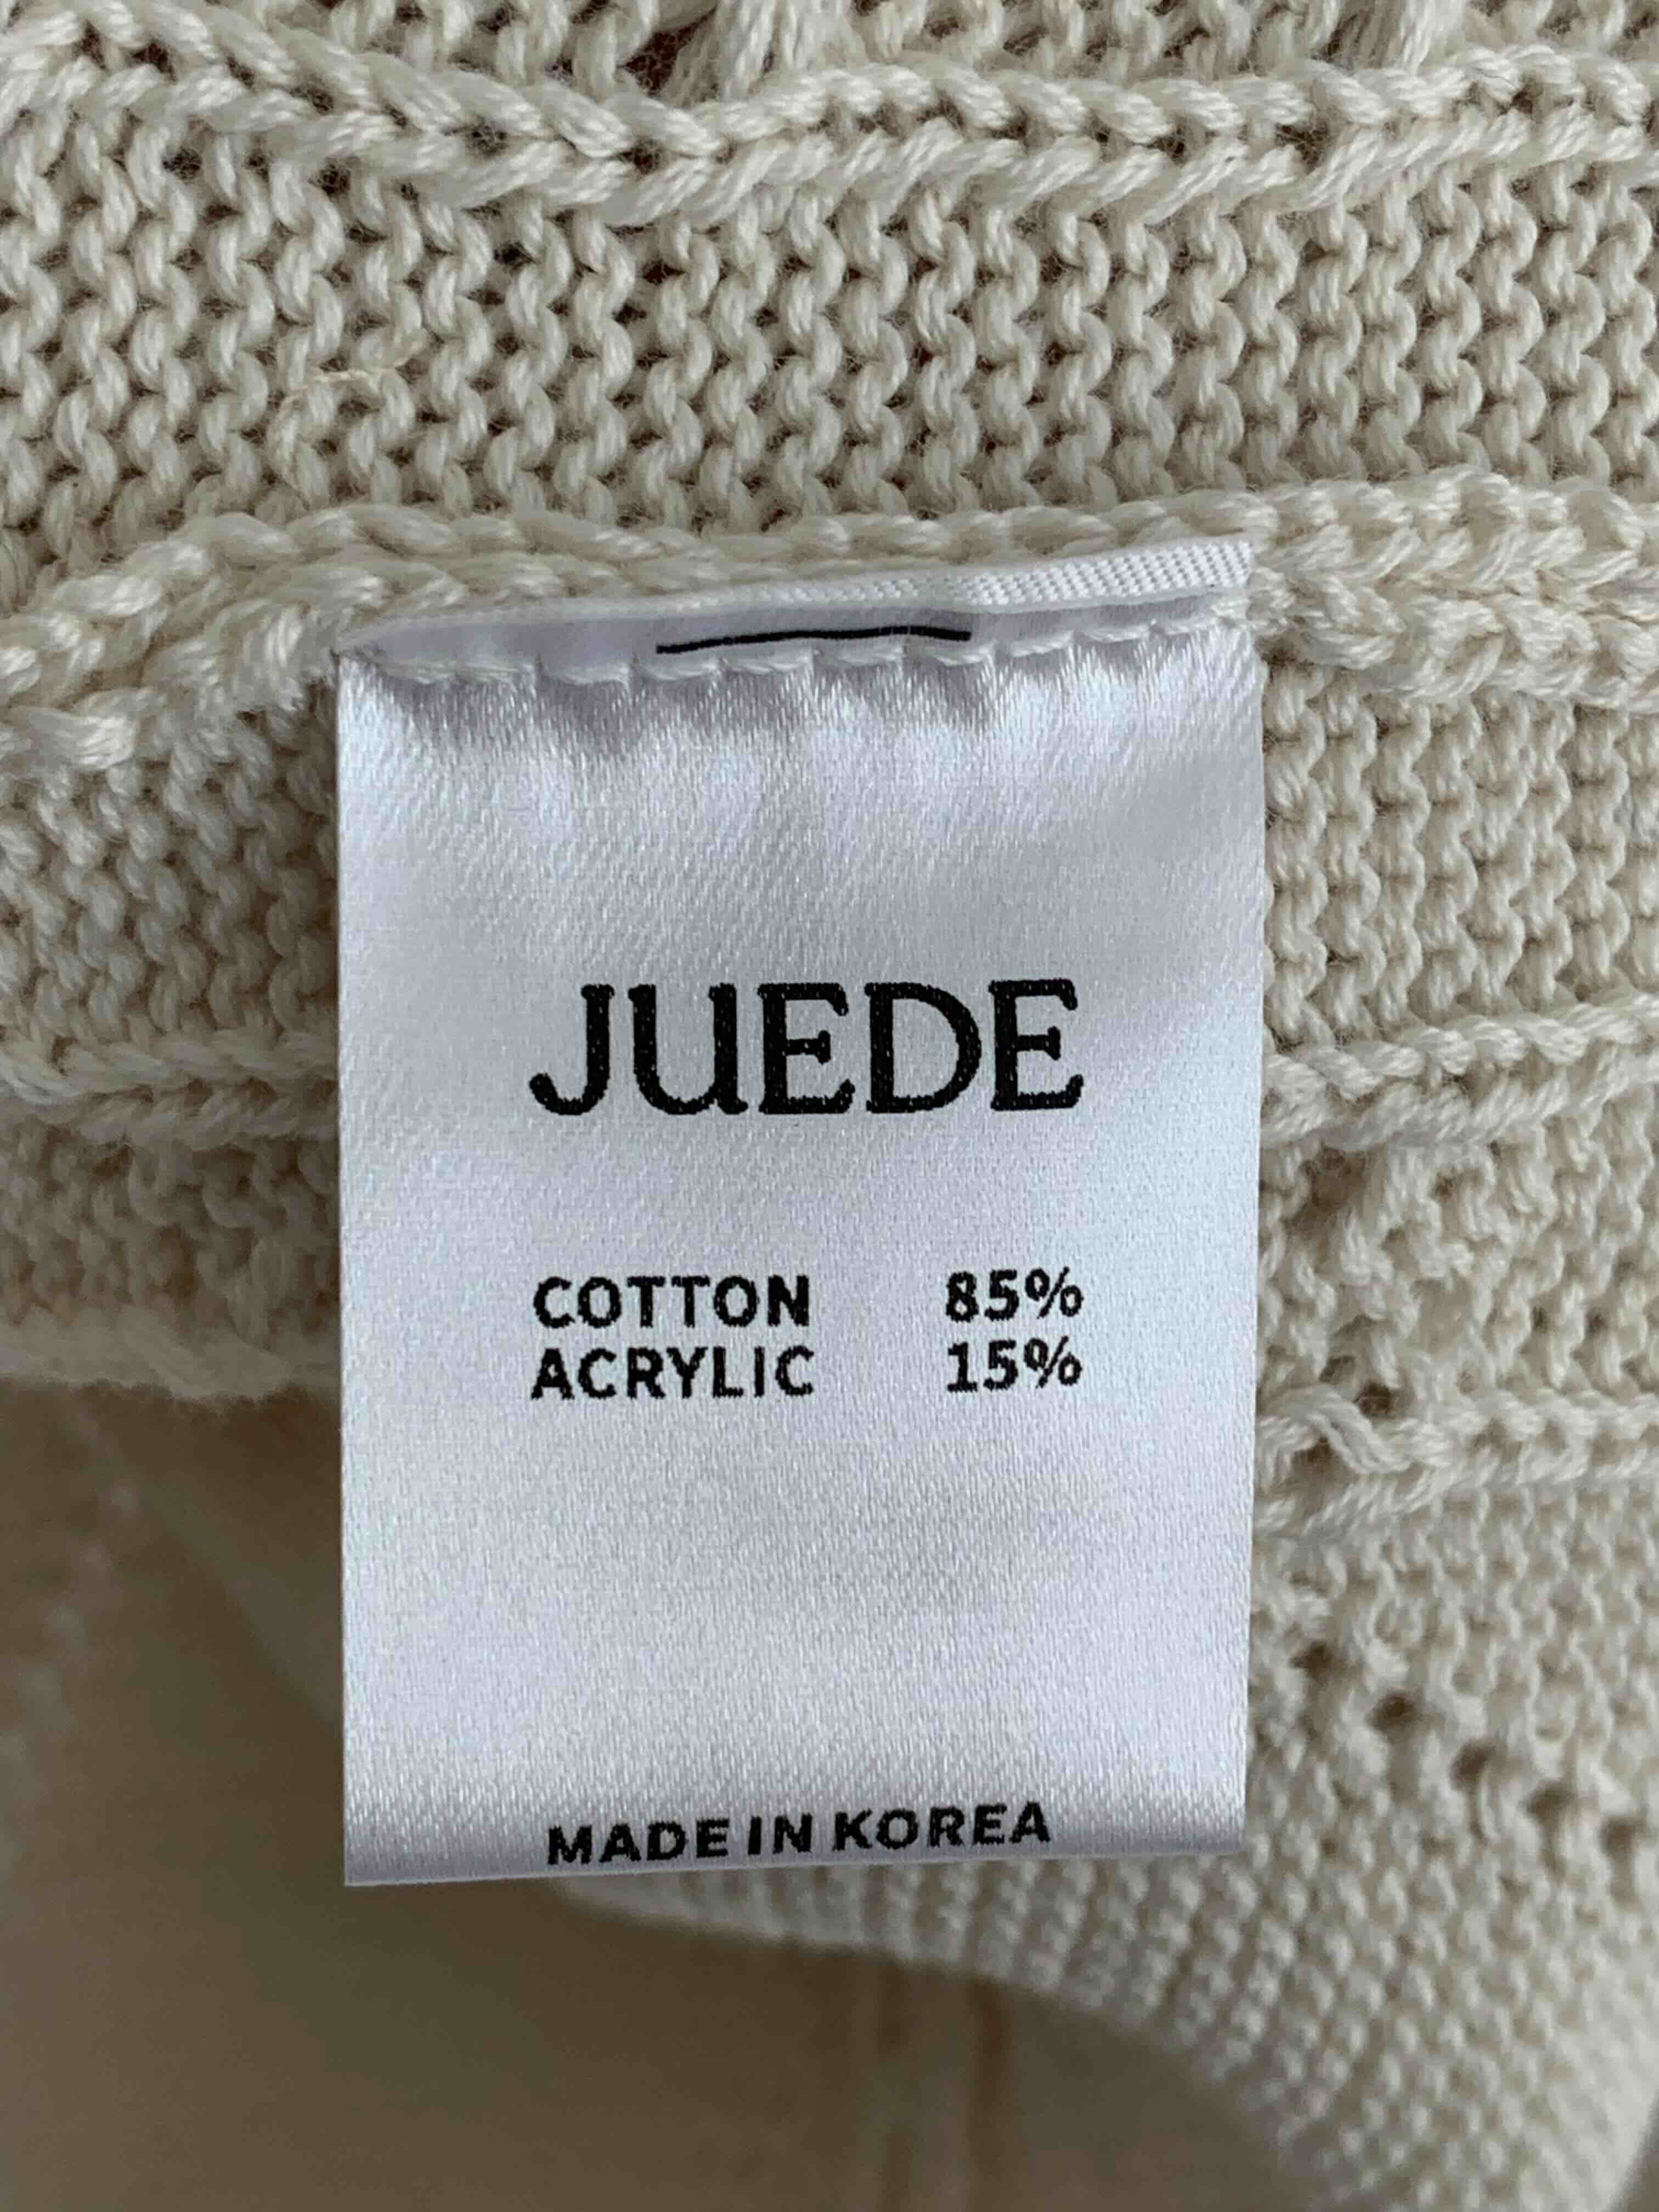 JUEDE
COTTON 85%
ACRYLIC 15%
MADE IN KOREA